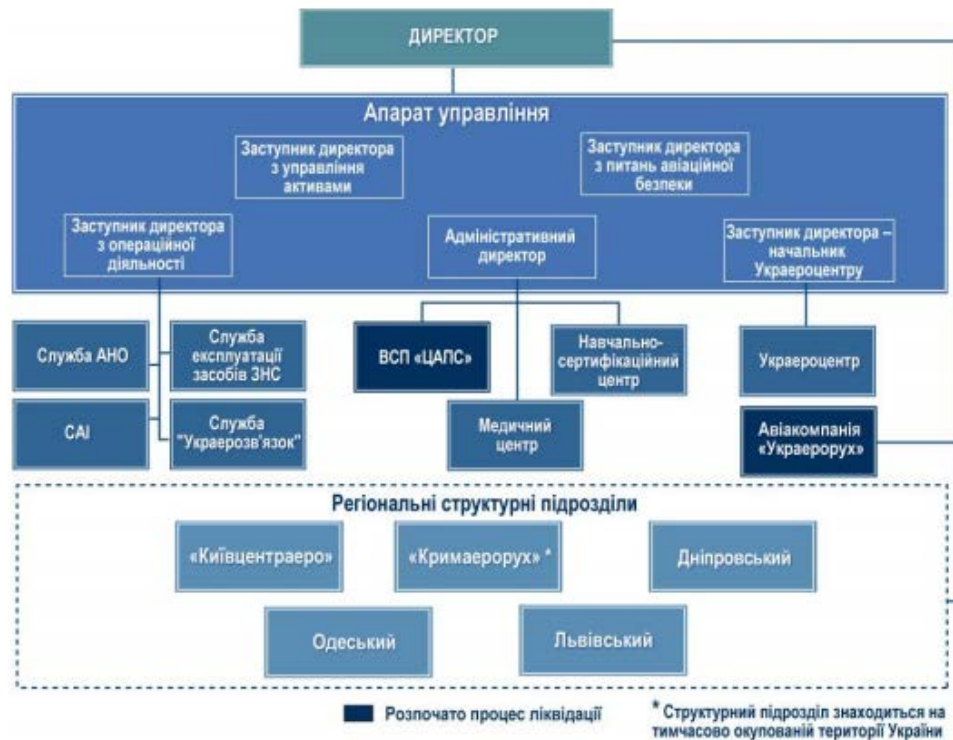 ДИРЕКТОР
Апарат управління
Заступник директора
з управління
активами
Заступник директора
з питань авіаційної
безпеки
Заступник директора
з операційної
діяльності
Адміністративний
директор
Заступник директора –
начальник
Украероцентру
Служба АНО
Служба
експлуатації
засобів ЗНС
ВСП «ЦАПС»
Навчально-
сертифікаційний
центр
Украероцентр
САІ
Служба
"Украерозв'язок"
Медичний
центр
Авіакомпанія
«Украерорух»
Регіональні структурні підрозділи
«Київцентраеро»
«Кримаерорух» *
Дніпровський
Одеський
Львівський
Розпочато процес ліквідації
* Структурний підрозділ знаходиться на
тимчасово окупованій території України